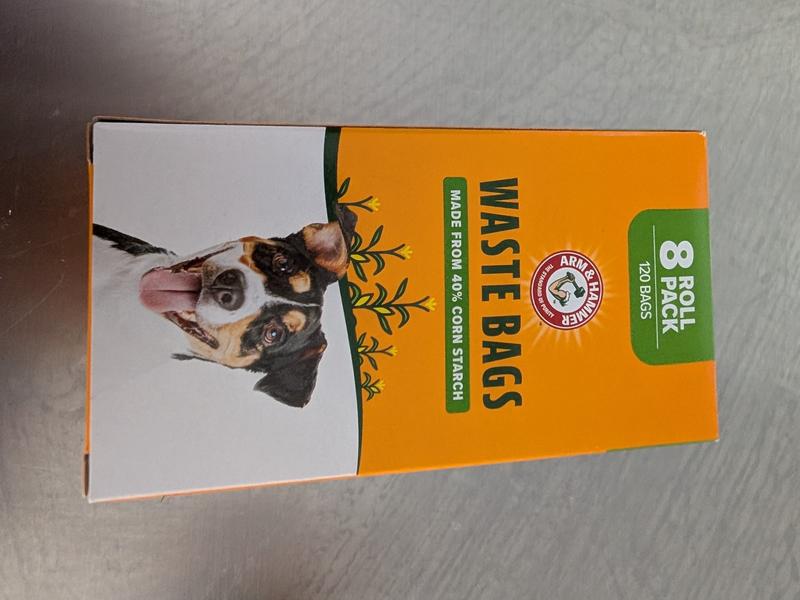 8 ROLL
PACK
120 BAGS
ARM & HAMMER
THE STANDARD OF PURITY
WASTE BAGS
MADE FROM 40% CORN STARCH